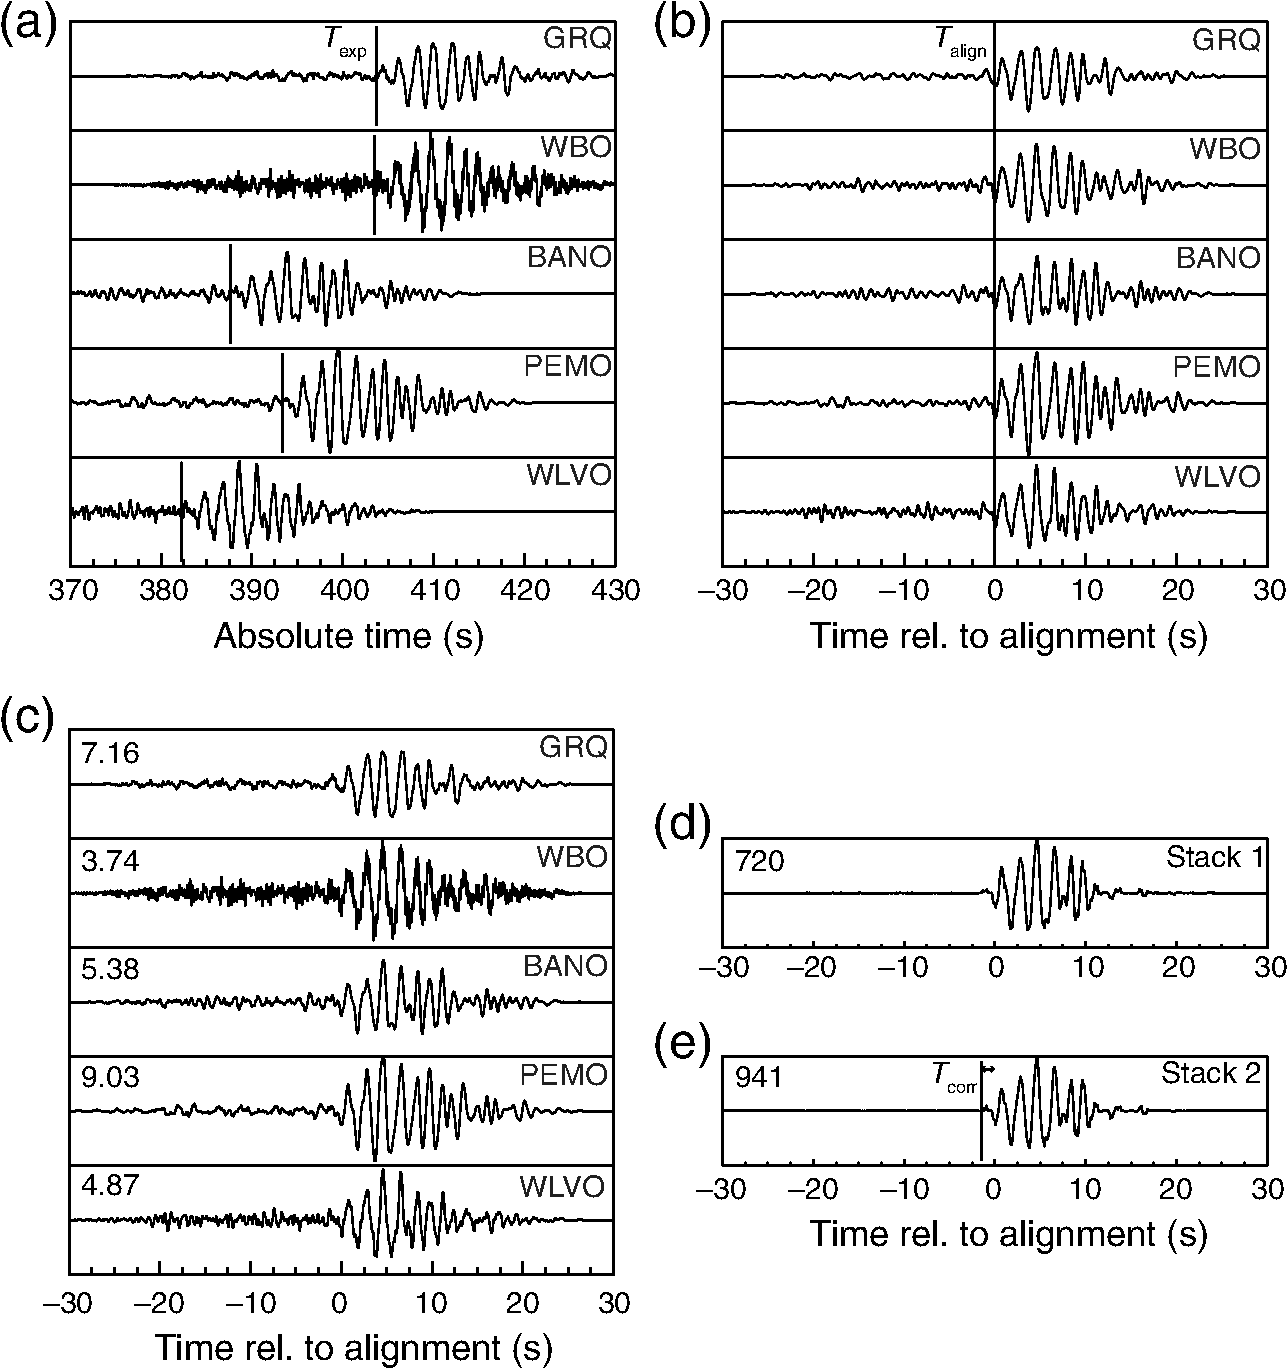 (a)
T exp
GRQ
WBO
BANO
PEMO
WLVO
370 380 390 400 410 420 430
Absolute time (s)
(b)
T align
GRQ
WBO
BANO
PEMO
WLVO
–30 –20 –10 0 10 20 30
Time rel. to alignment (s)
(c)
7.16 GRQ
3.74 WBO
5.38 BANO
9.03 PEMO
4.87 WLVO
–30 –20 –10 0 10 20 30
Time rel. to alignment (s)
(d)
720 Stack 1
–30 –20 –10 0 10 20 30
(e)
941 T corr Stack 2
–30 –20 –10 0 10 20 30
Time rel. to alignment (s)